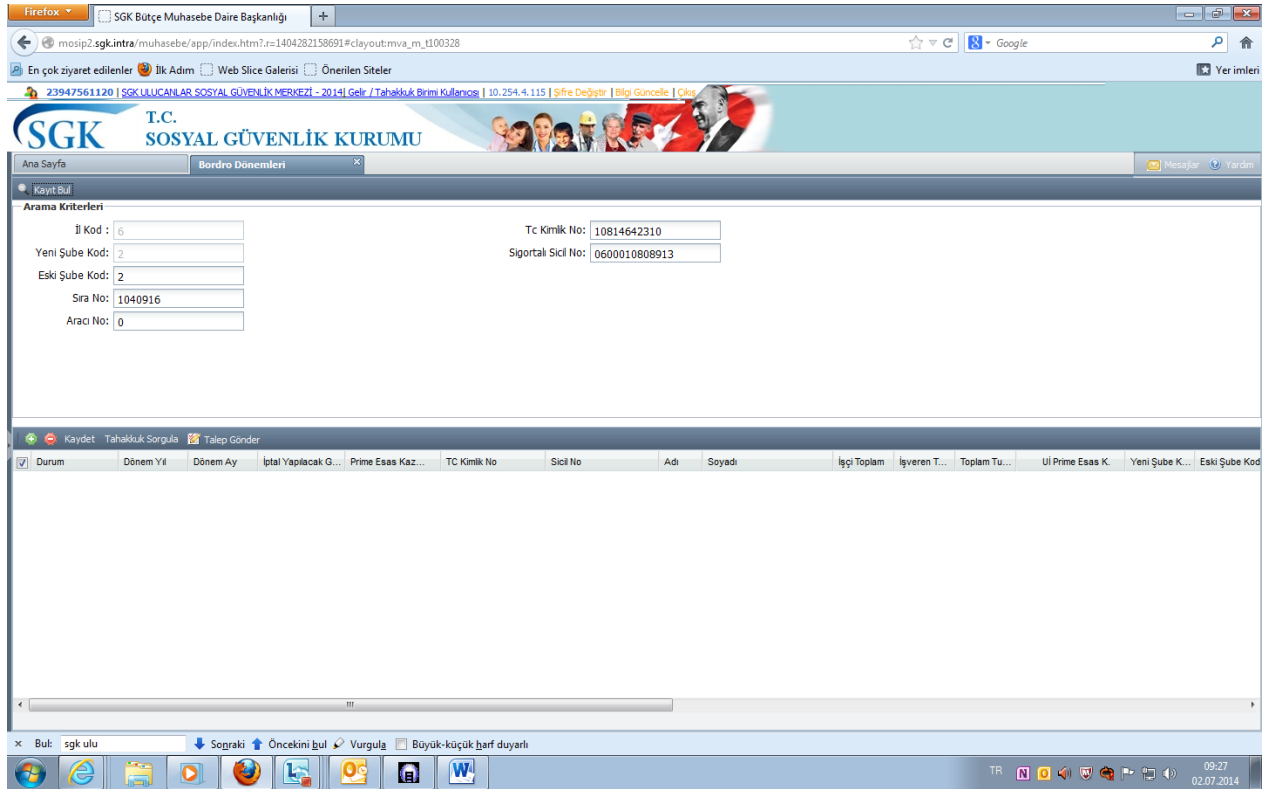 Firefox
SGK Bütçe Muhasebe Daire Başkanlığı
mosip2.sgk.intra/muhasebe/app/index.htm?.r=1404282158691#clayout:mva_m_t100328
Google
En çok ziyaret edilenler İlk Adım Web Slice Galerisi Önerilen Siteler Yer imleri
23947561120 | SGK ULUCANLAR SOSYAL GÜVENLİK MERKEZİ - 2014| Gelir / Tahakkuk Birimi Kullanıcısı | 10.254.4.115 | Şifre Değiştir | Bilgi Güncelle | Çıkış
SGK
T.C.
SOSYAL GÜVENLİK KURUMU
Ana Sayfa Bordro Dönemleri Mesajlar Yardım
Kayıt Bul
Arama Kriterleri
İl Kod : 6 Tc Kimlik No: 10814642310
Yeni Şube Kod: 2 Sigortalı Sicil No: 0600010808913
Eski Şube Kod: 2
Sıra No: 1040916
Aracı No: 0
Kaydet Tahakkuk Sorgula Talep Gönder
Durum Dönem Yıl Dönem Ay İptal Yapılacak G... Prime Esas Kaz... TC Kimlik No Sicil No Adı Soyadı İşçi Toplam İşveren T... Toplam Tu... Uİ Prime Esas K. Yeni Şube K... Eski Şube Kod
× Bul: sgk ulu Sonraki Öncekini bul Vurgula Büyük-küçük harf duyarlı
TR 09:27
02.07.2014